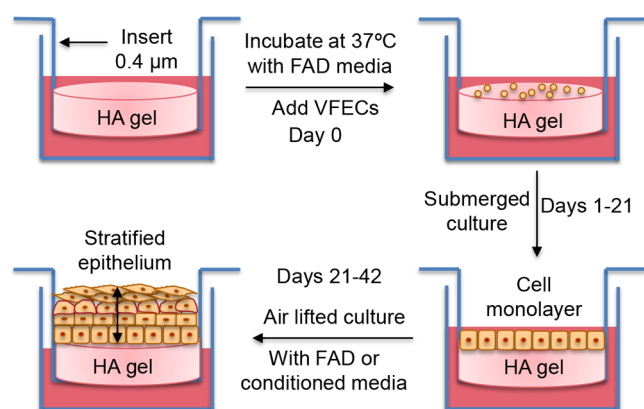 Insert
0.4 µm
HA gel
Incubate at 37ºC
with FAD media
Add VFECs
Day 0
HA gel
Submerged
culture
Days 1-21
Cell
monolayer
HA gel
Days 21-42
Air lifted culture
With FAD or
conditioned media
Stratified
epithelium
HA gel